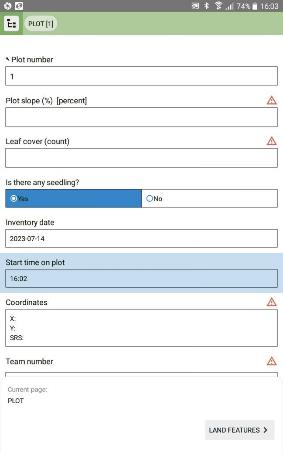 74% 16:03
PLOT [1]
* Plot number
1
Plot slope (%) [percent]
Leaf cover (count)
Is there any seedling?
Yes No
Inventory date
2023-07-14
Start time on plot
16:02
Coordinates
X:
Y:
SRS:
Team number
Current page:
PLOT
LAND FEATURES >